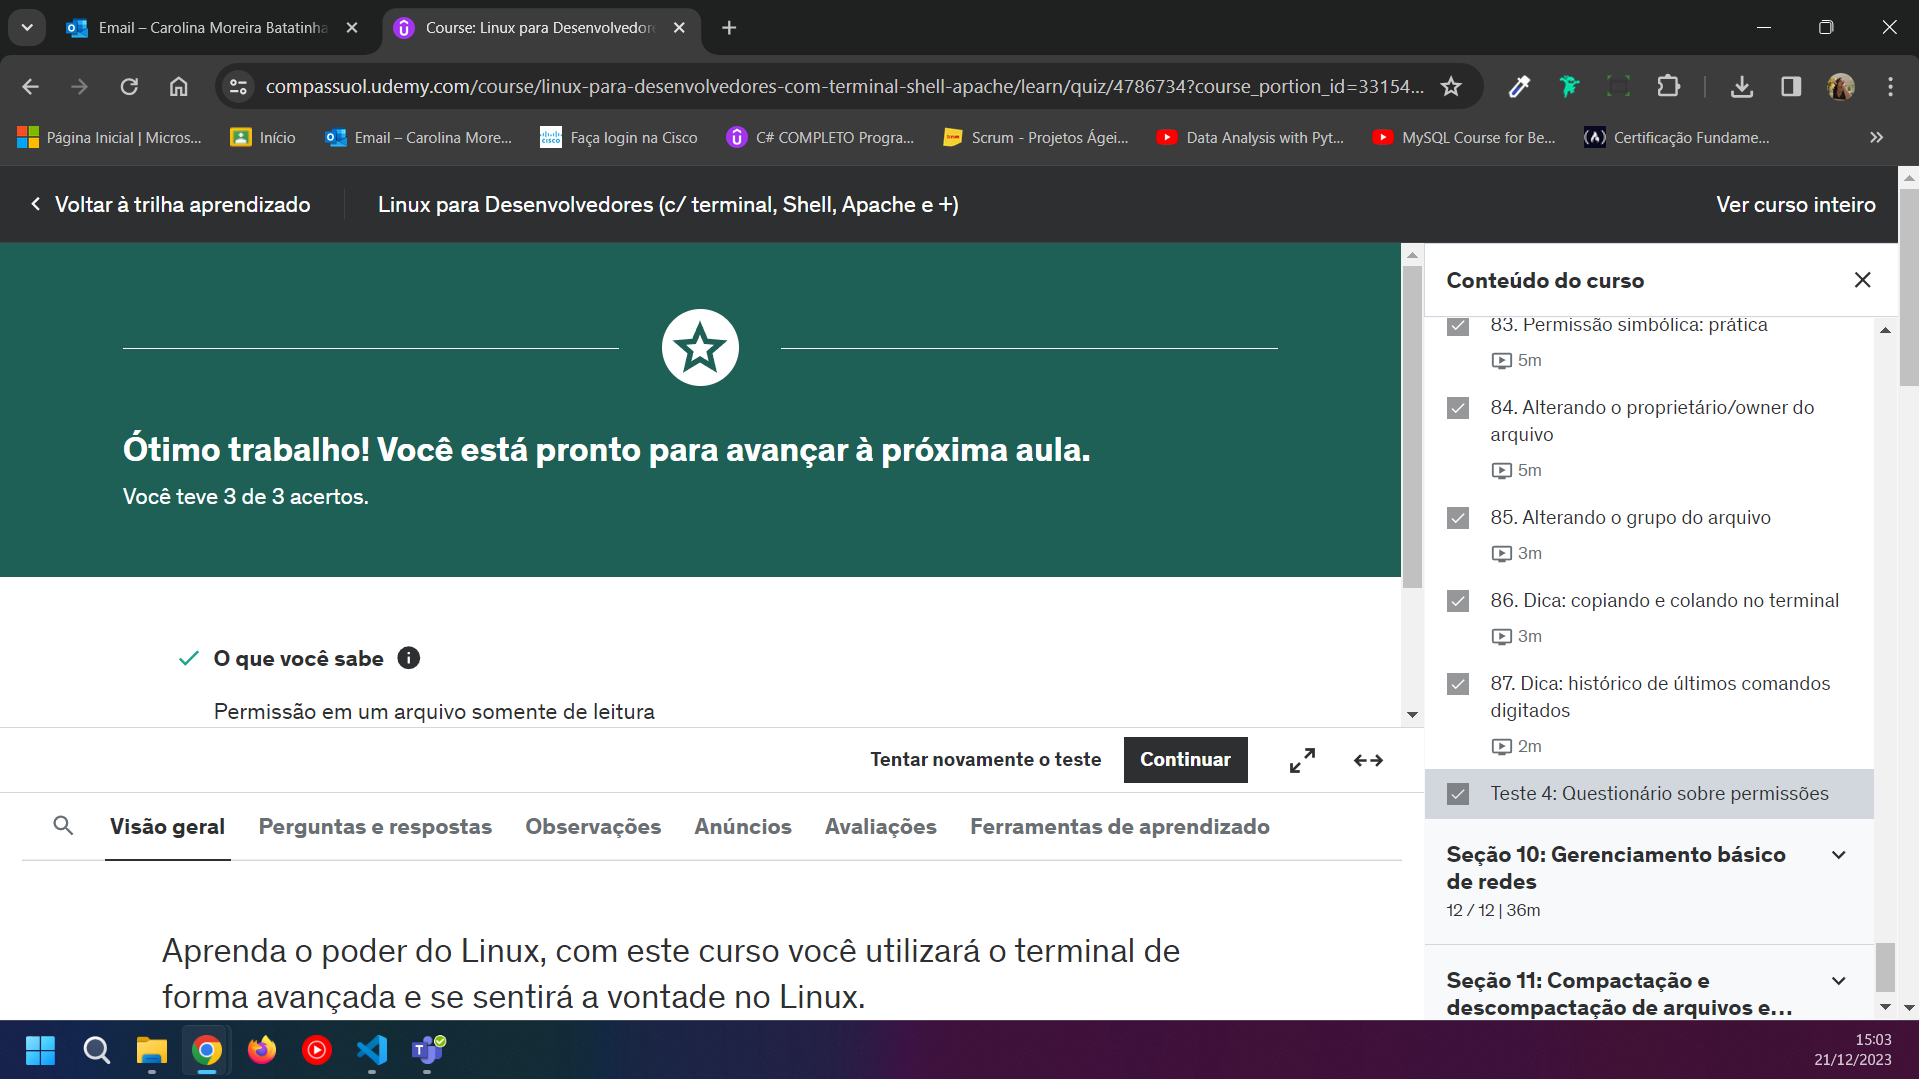 Email – Carolina Moreira Batatinha
Course: Linux para Desenvolvedore
compassuol.udemy.com/course/linux-para-desenvolvedores-com-terminal-shell-apache/learn/quiz/4786734?course_portion_id=33154...
Página Inicial | Micros...
Início
Email – Carolina More...
Faça login na Cisco
C# COMPLETO Progra...
Scrum - Projetos Ágei...
Data Analysis with Pyt...
MySQL Course for Be...
Certificação Fundame...
Voltar à trilha aprendizado
Linux para Desenvolvedores (c/ terminal, Shell, Apache e +)
Ver curso inteiro
Ótimo trabalho! Você está pronto para avançar à próxima aula.
Você teve 3 de 3 acertos.
O que você sabe
Permissão em um arquivo somente de leitura
Tentar novamente o teste
Continuar
Visão geral
Perguntas e respostas
Observações
Anúncios
Avaliações
Ferramentas de aprendizado
Aprenda o poder do Linux, com este curso você utilizará o terminal de
forma avançada e se sentirá a vontade no Linux.
Conteúdo do curso
83. Permissão simbólica: prática
5m
84. Alterando o proprietário/owner do
arquivo
5m
85. Alterando o grupo do arquivo
3m
86. Dica: copiando e colando no terminal
3m
87. Dica: histórico de últimos comandos
digitados
2m
Teste 4: Questionário sobre permissões
Seção 10: Gerenciamento básico
de redes
12 / 12 | 36m
Seção 11: Compactação e
descompactação de arquivos e...
15:03
21/12/2023